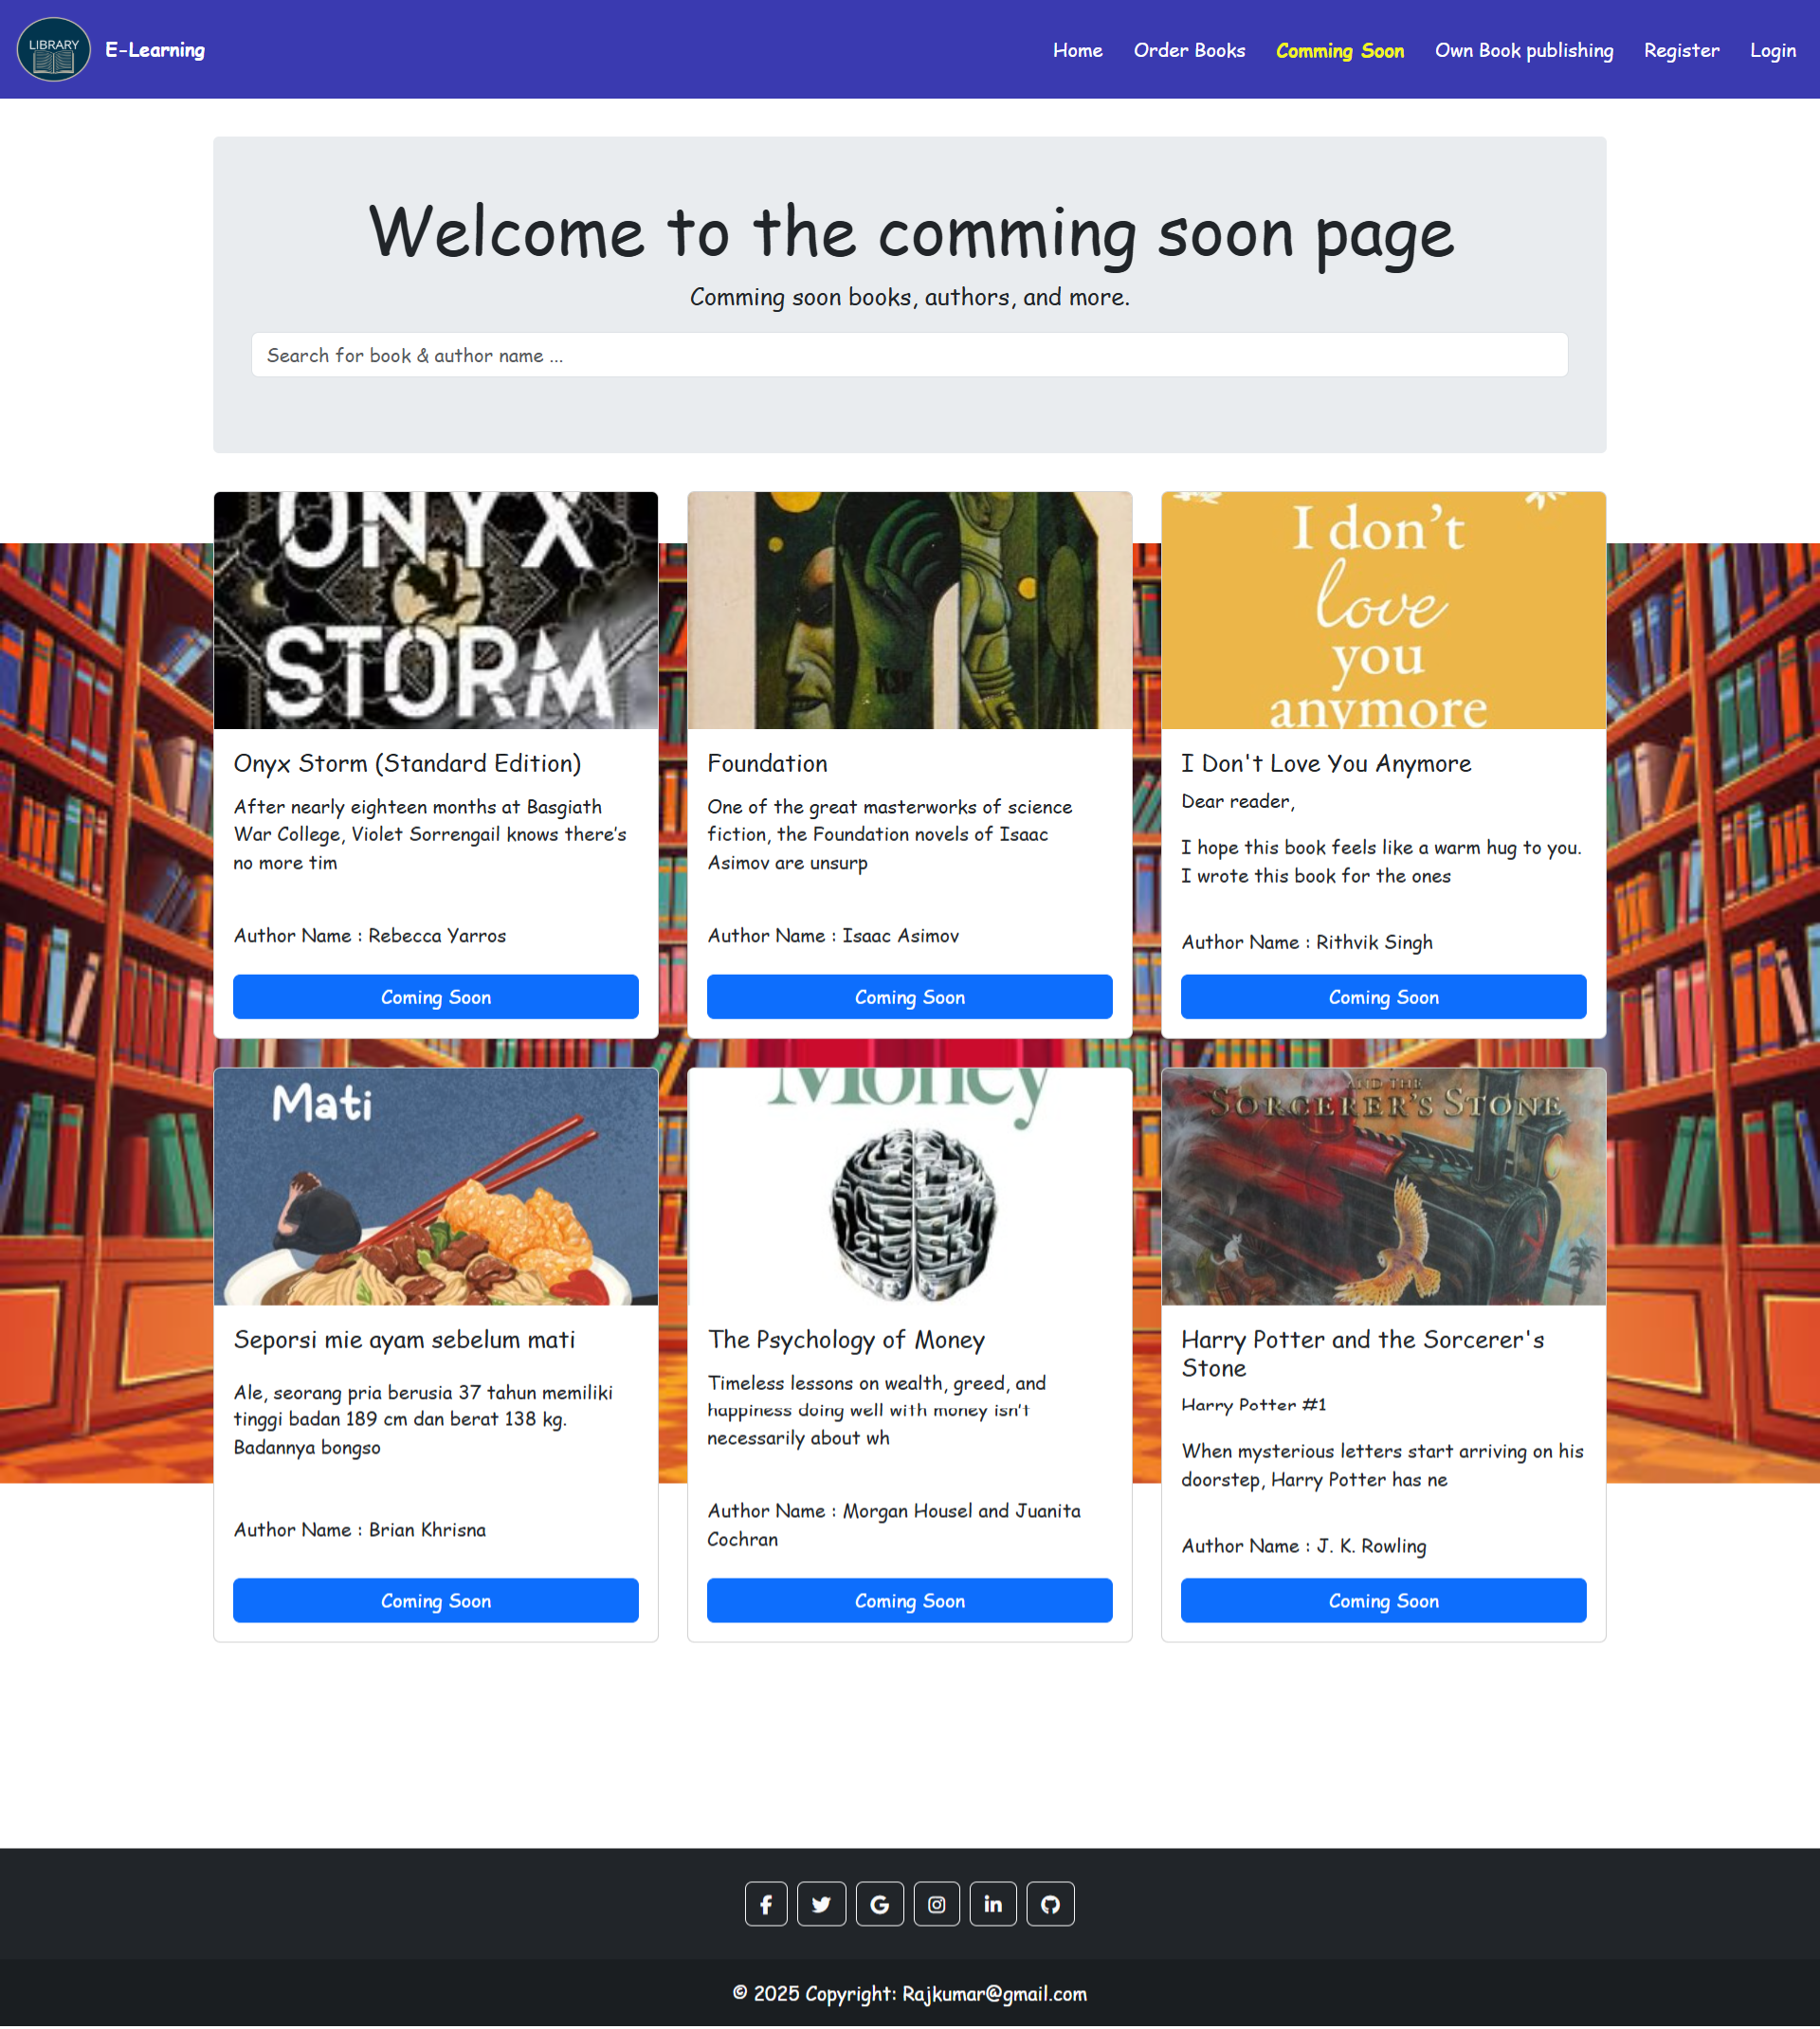 LIBRARY
E-Learning
Home
Order Books
Comming Soon
Own Book publishing
Register
Login
Welcome to the comming soon page
Comming soon books, authors, and more.
Search for book & author name ...
ONYX
STORM
Onyx Storm (Standard Edition)
After nearly eighteen months at Basgiath
War College, Violet Sorrengail knows there’s
no more tim
Author Name : Rebecca Yarros
Coming Soon
Foundation
One of the great masterworks of science
fiction, the Foundation novels of Isaac
Asimov are unsurp
Author Name : Isaac Asimov
Coming Soon
I don’t
love
you
anymore
I Don't Love You Anymore
Dear reader,
I hope this book feels like a warm hug to you.
I wrote this book for the ones
Author Name : Rithvik Singh
Coming Soon
Mati
Seporsi mie ayam sebelum mati
Ale, seorang pria berusia 37 tahun memiliki
tinggi badan 189 cm dan berat 138 kg.
Badannya bongso
Author Name : Brian Khrisna
Coming Soon
Money
The Psychology of Money
Timeless lessons on wealth, greed, and
happiness doing well with money isn’t
necessarily about wh
Author Name : Morgan Housel and Juanita
Cochran
Coming Soon
AND THE
SORCERER'S STONE
Harry Potter and the Sorcerer's
Stone
Harry Potter #1
When mysterious letters start arriving on his
doorstep, Harry Potter has ne
Author Name : J. K. Rowling
Coming Soon
© 2025 Copyright: Rajkumar@gmail.com